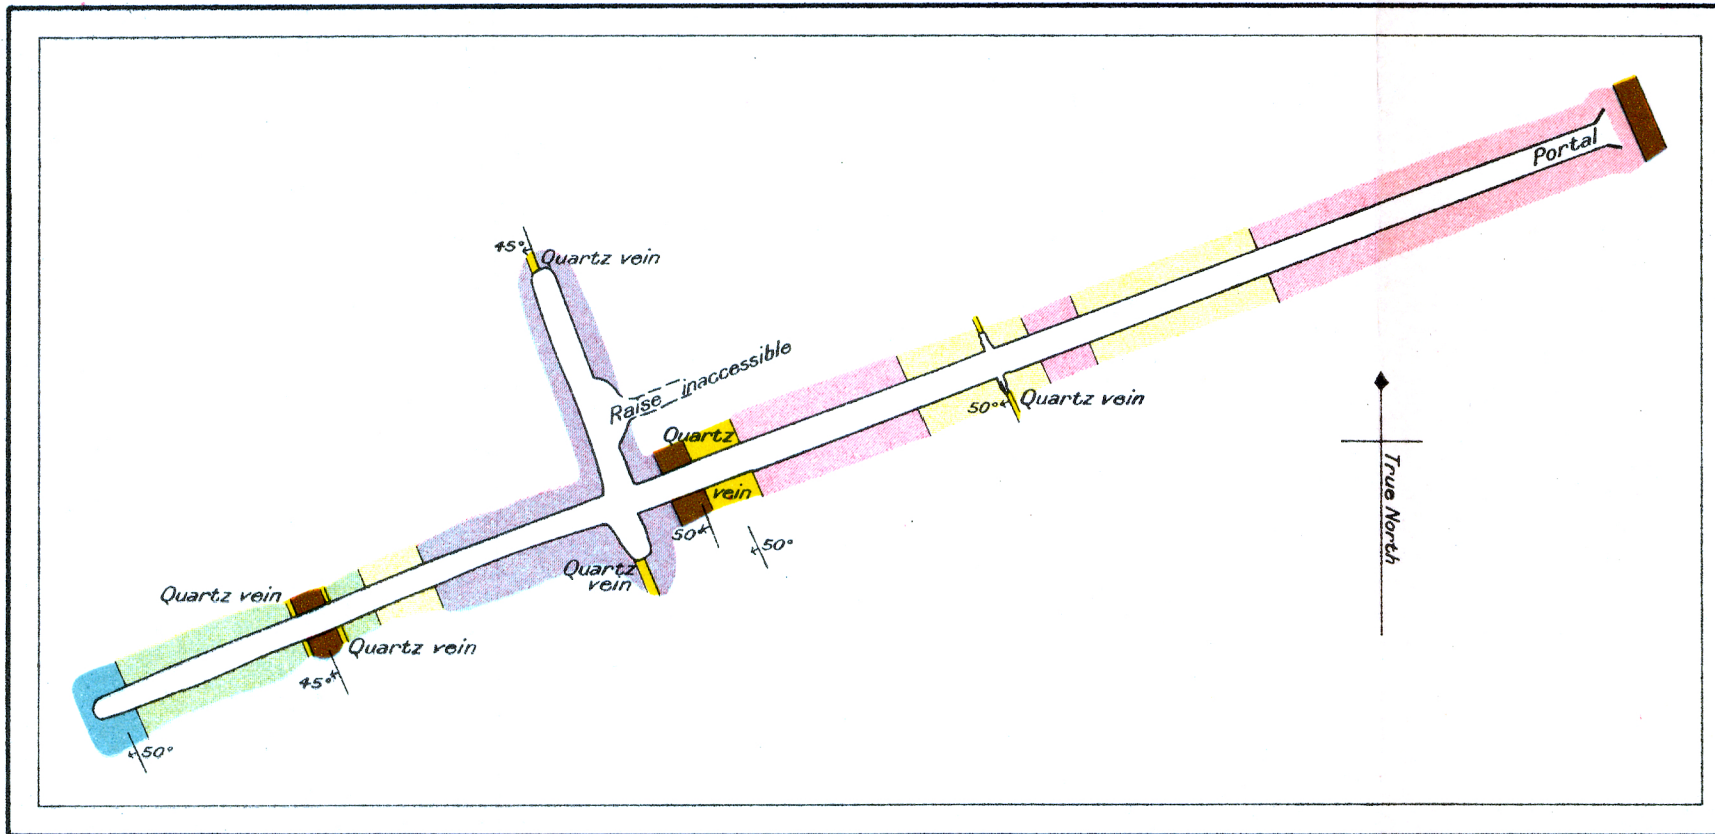 Portal
45°
Quartz vein
Raise Inaccessible
Quartz
vein
50°
50°
50°
Quartz vein
True North
Quartz
vein
Quartz vein
Quartz vein
45°
50°